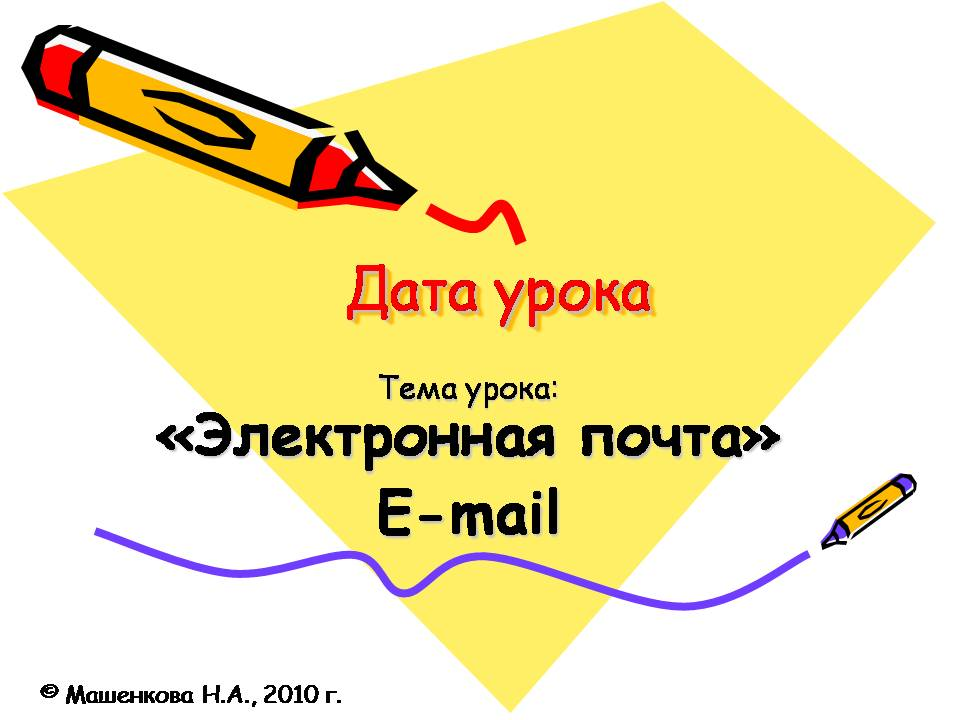 Дата урока
Тема урока:
«Электронная почта»
E-mail
© Машенкова Н.А., 2010 г.